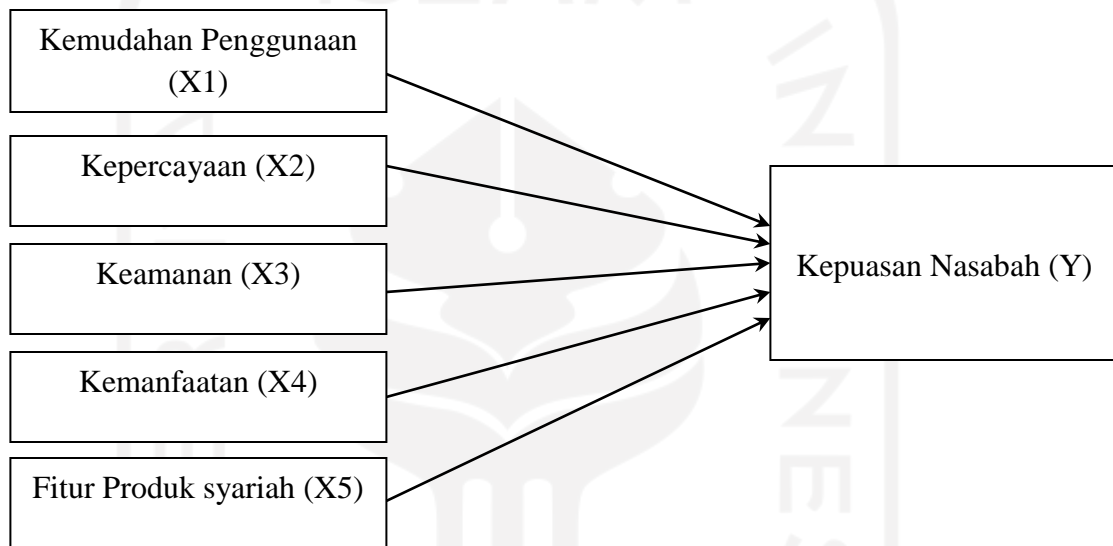 Kemudahan Penggunaan
(X1)
Kepercayaan (X2)
Keamanan (X3)
Kemanfaatan (X4)
Fitur Produk syariah (X5)
Kepuasan Nasabah (Y)